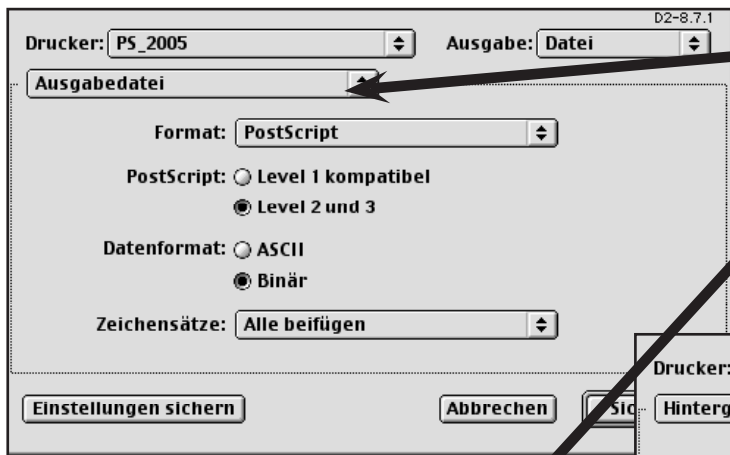 D2-8.7.1
Drucker: PS_2005 Ausgabe: Datei
Ausgabedatei
Format: PostScript
PostScript: Level 1 kompatibel
Level 2 und 3
Datenformat: ASCII
Binär
Zeichensätze: Alle beifügen
Drucker:
Einstellungen sichern Abbrechen